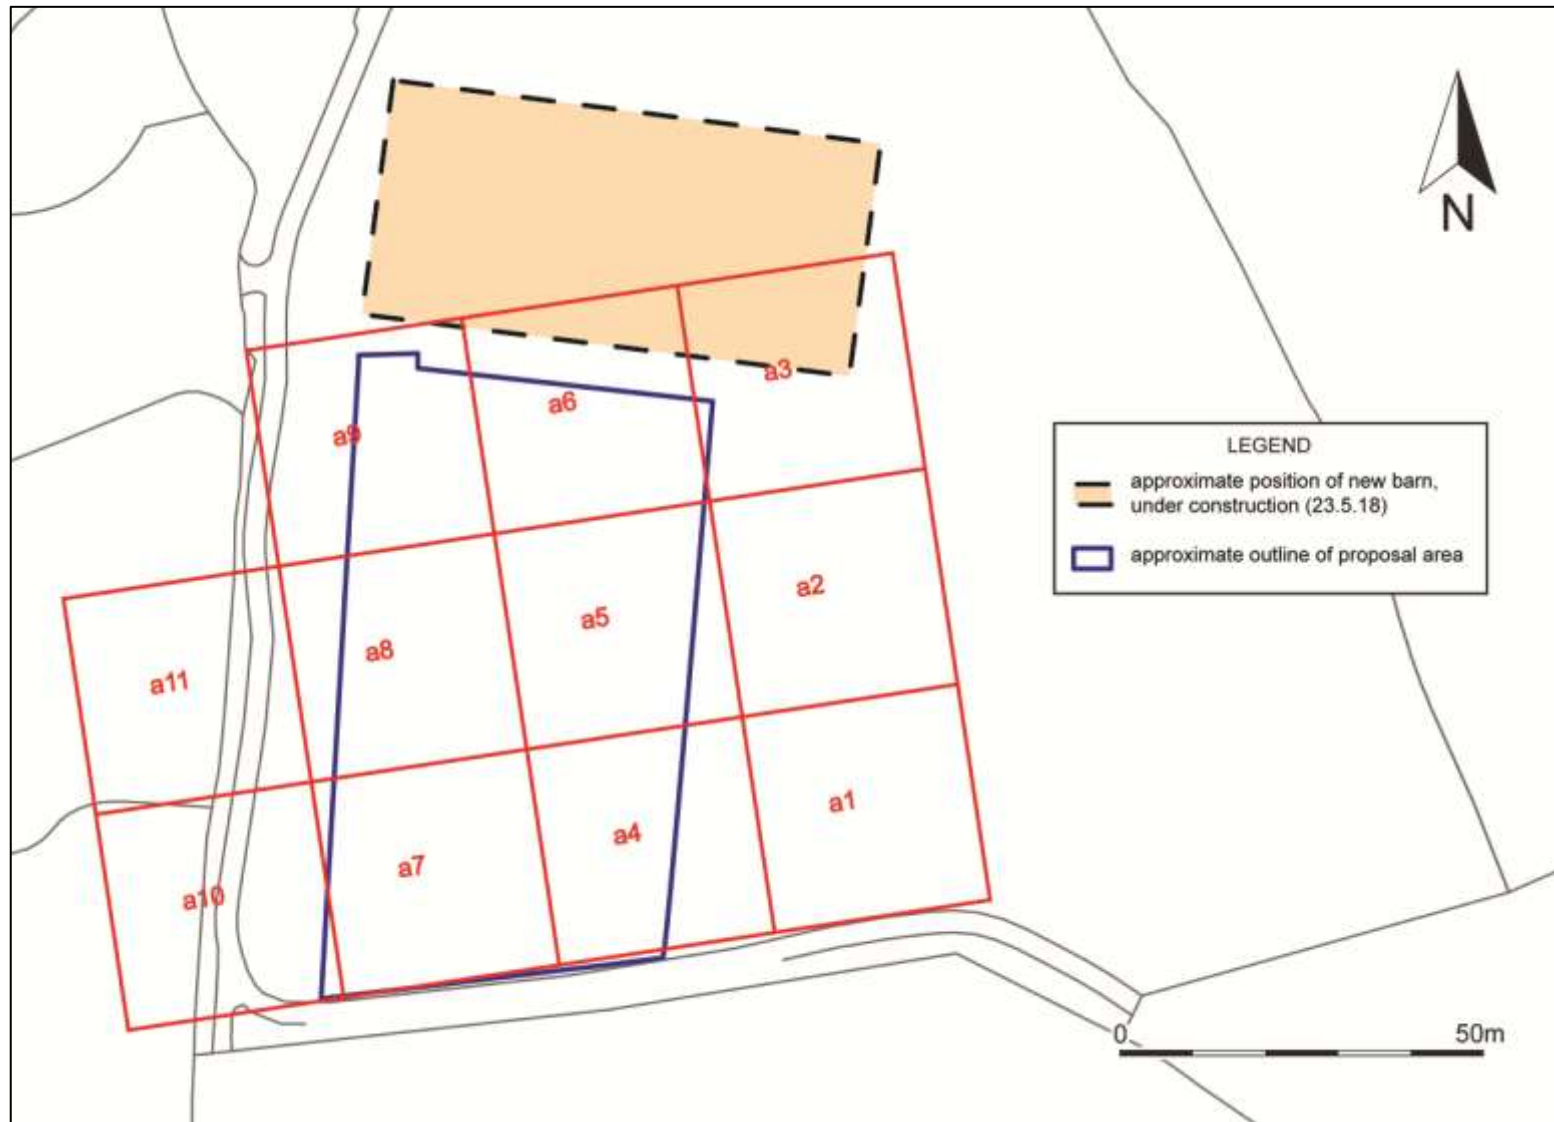 N
a3
a6
a9
LEGEND
approximate position of new barn,
under construction (23.5.18)
approximate outline of proposal area
a2
a5
a8
a11
a1
a4
a7
a10
0 50m